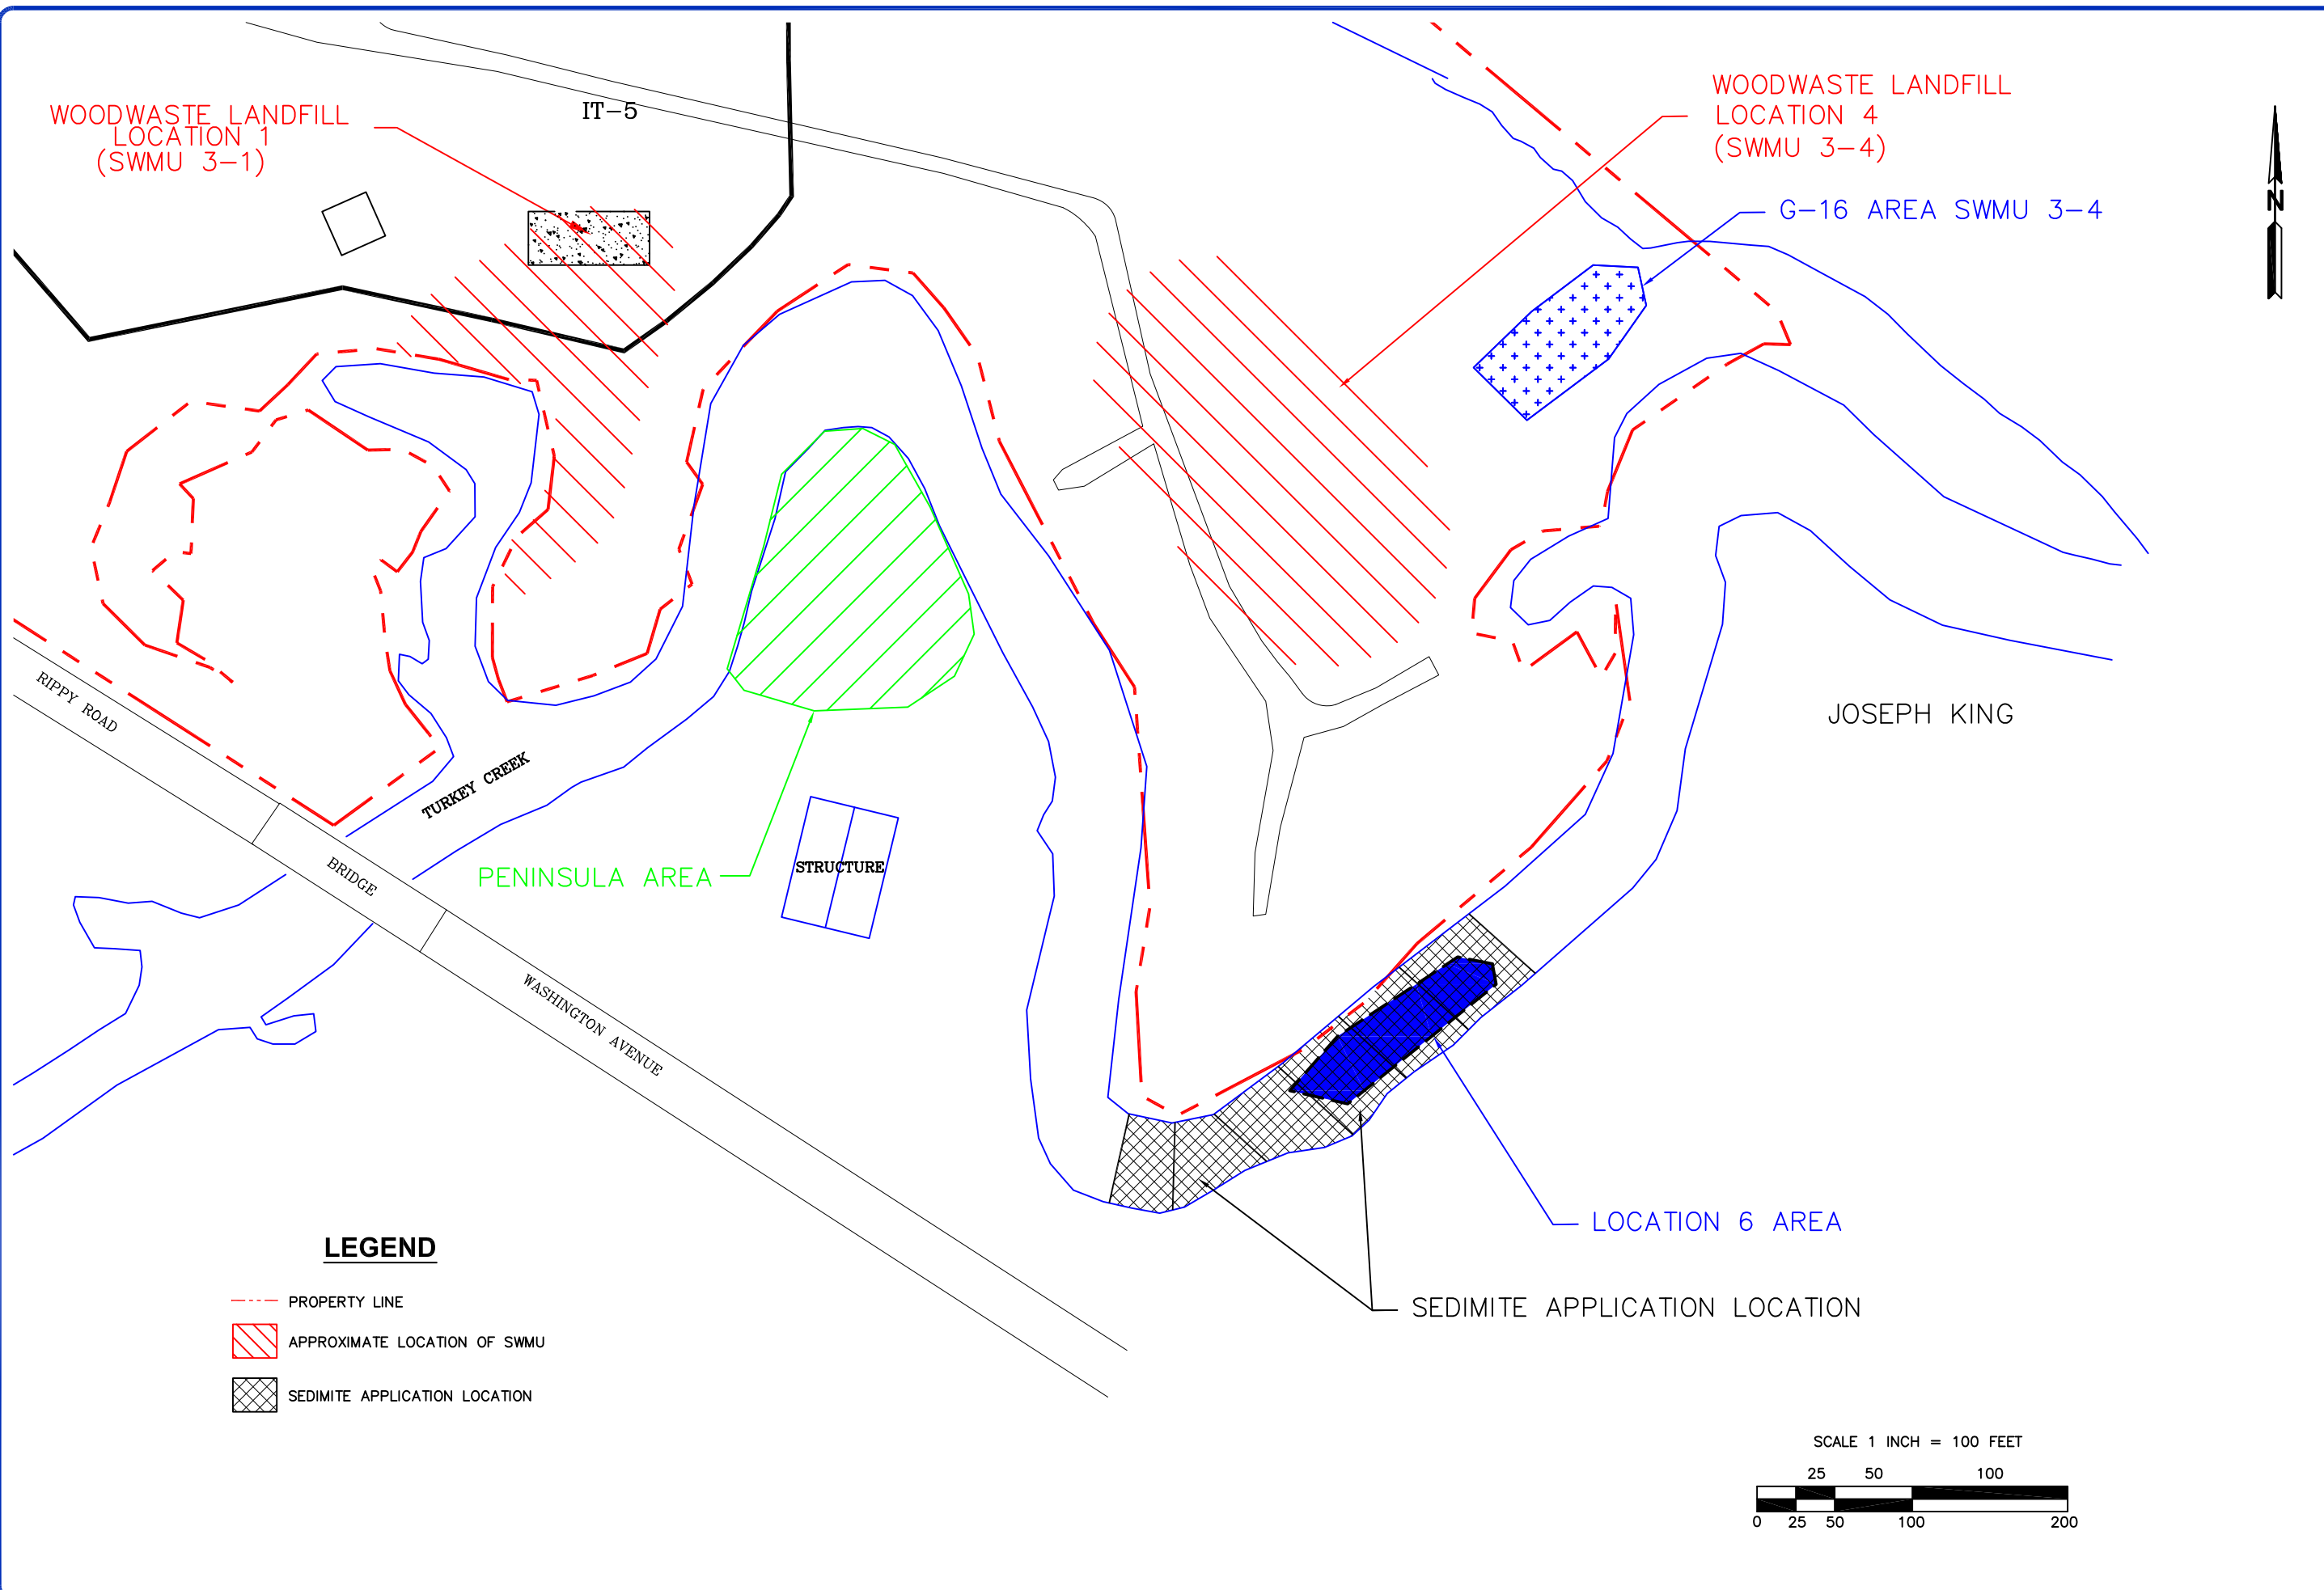 WOODWASTE LANDFILL
LOCATION 1
(SWMU 3-1)
IT-5
WOODWASTE LANDFILL
LOCATION 4
(SWMU 3-4)
G-16 AREA SWMU 3-4
N
RIPPY ROAD
TURKEY CREEK
JOSEPH KING
BRIDGE
PENINSULA AREA
STRUCTURE
WASHINGTON AVENUE
LOCATION 6 AREA
SEDIMITE APPLICATION LOCATION
LEGEND
PROPERTY LINE
APPROXIMATE LOCATION OF SWMU
SEDIMITE APPLICATION LOCATION
SCALE 1 INCH = 100 FEET
25 50 100
0 25 50 100 200